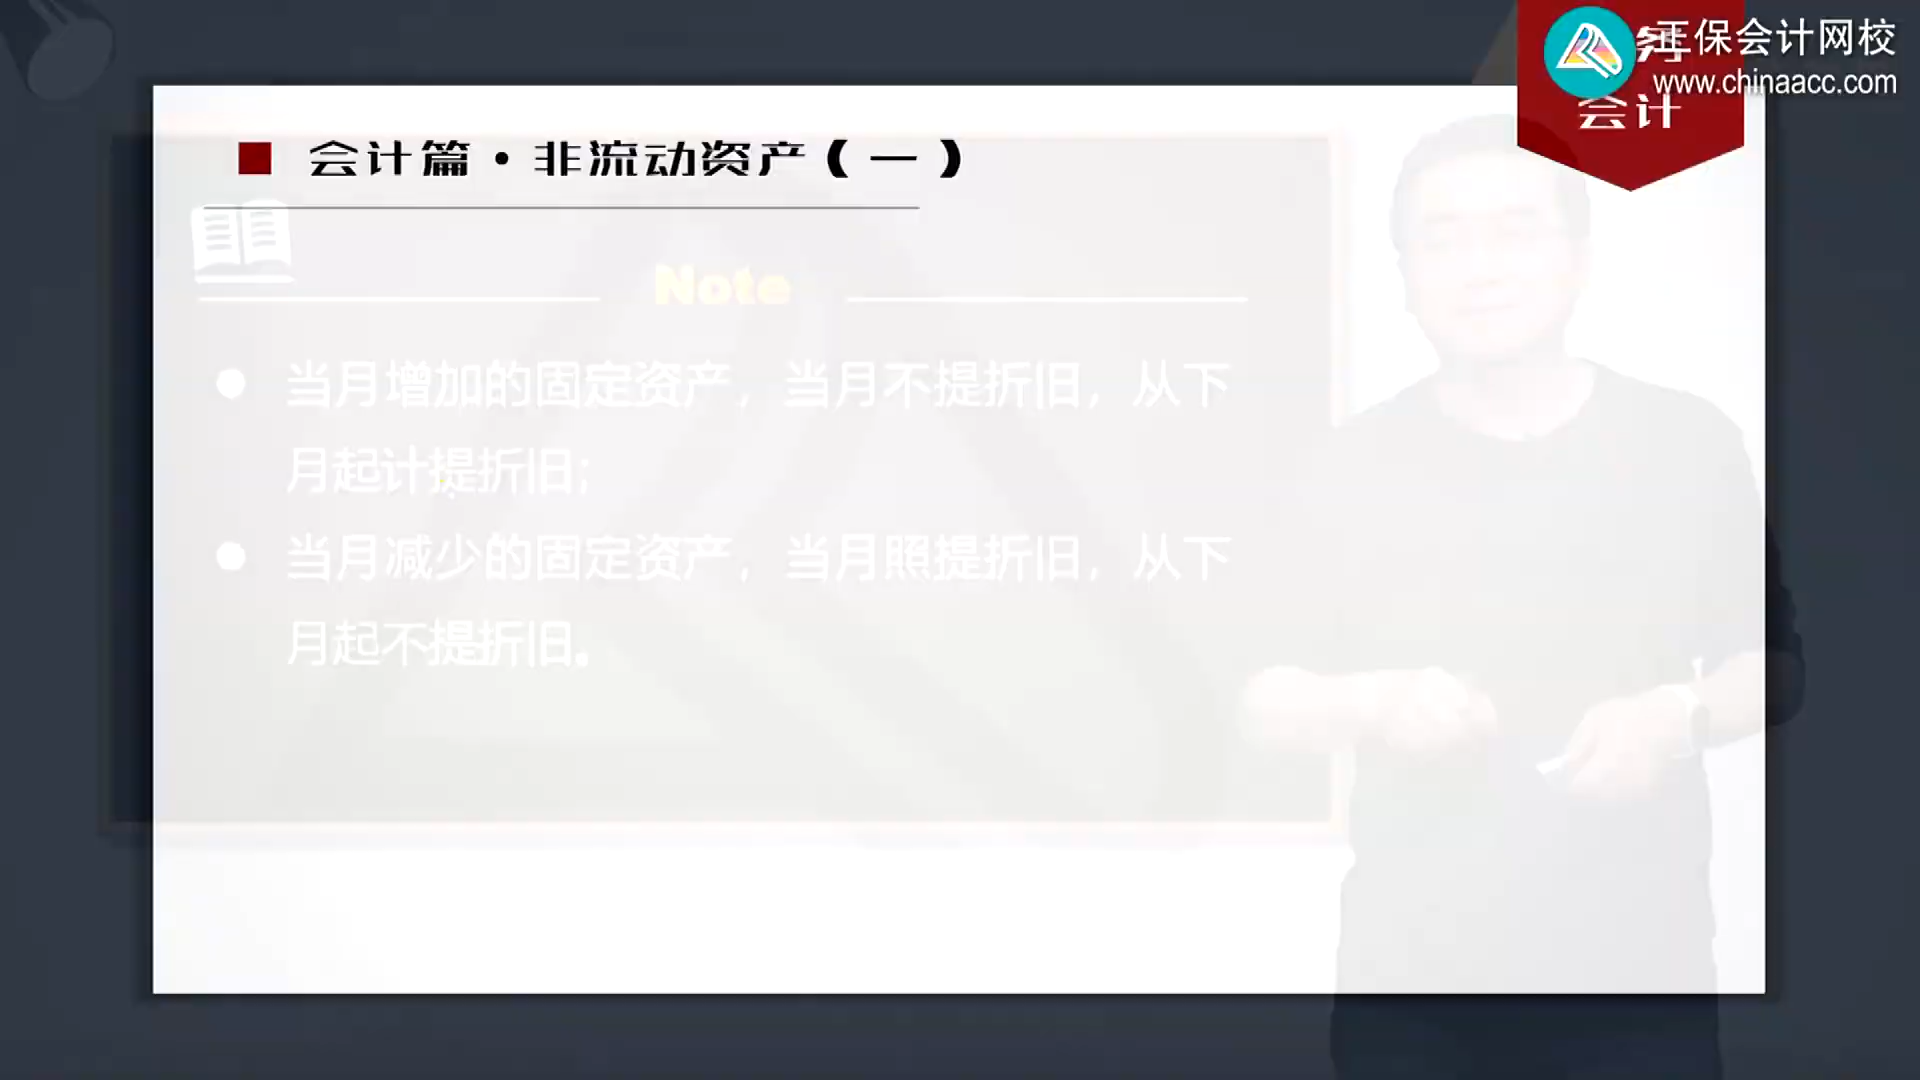 正保会计网校
www.chinaacc.com
会计
会计篇·非流动资产（一）
Note
当月增加的固定资产，当月不提折旧，从下
月起计提折旧；
当月减少的固定资产，当月照提折旧，从下
月起不提折旧。